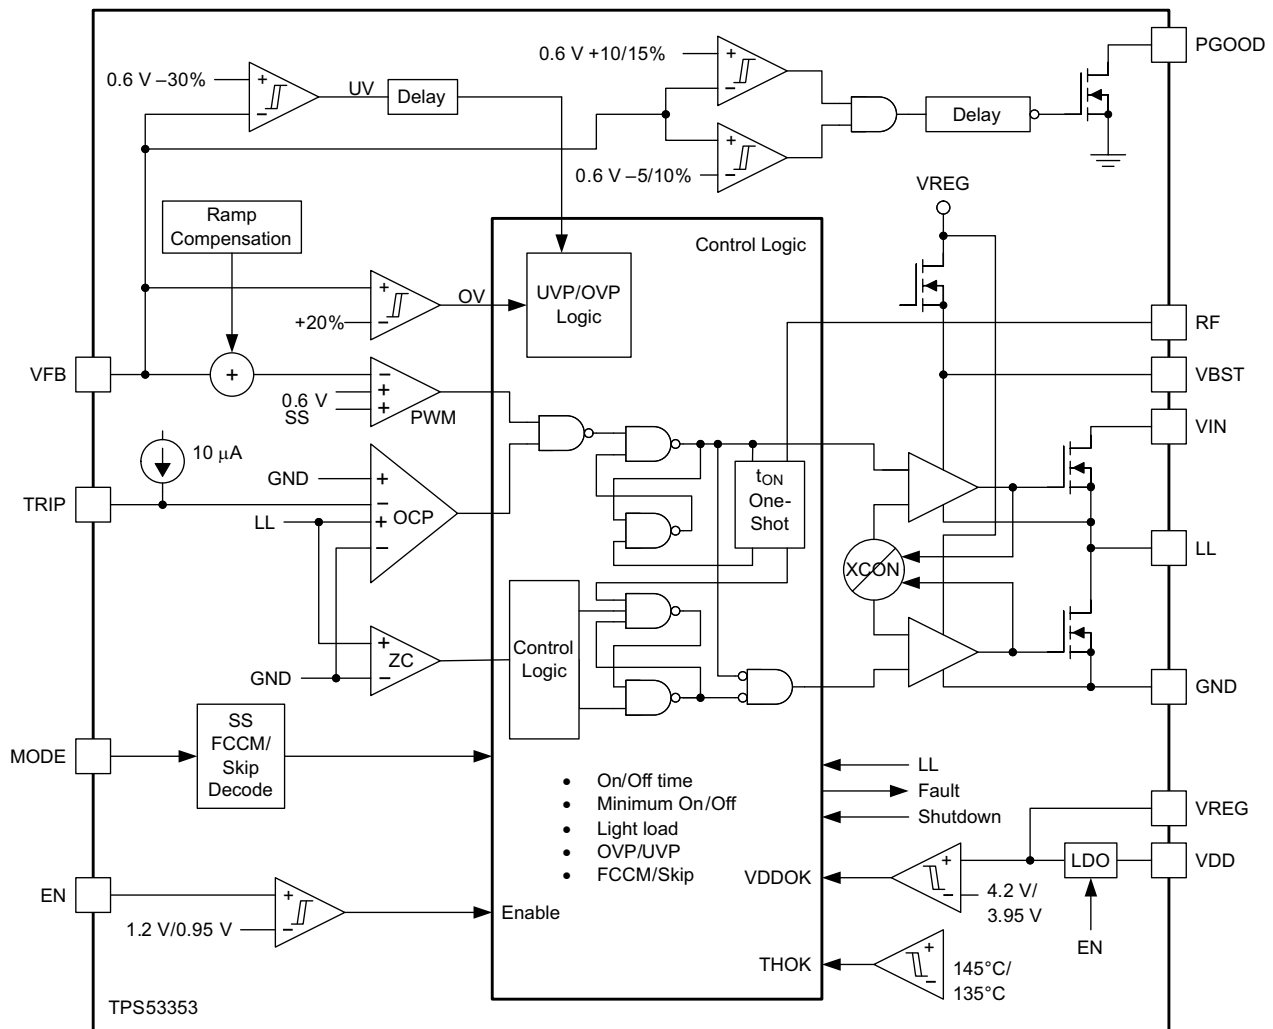 PGOOD
0.6 V +10/15%
0.6 V –30%
+
−
UV
Delay
+
−
+
−
0.6 V –5/10%
Delay
VREG
Ramp
Compensation
Control Logic
UVP/OVP
Logic
+
−
OV
+20%
RF
VFB
+
−
+
+
0.6 V
SS
PWM
VBST
VIN
10 µA
GND
TRIP
LL
+
−
+
−
OCP
tON
One-
Shot
XCON
LL
Control
Logic
+
−
ZC
GND
GND
MODE
SS
FCCM/
Skip
Decode
• On/Off time
• Minimum On/Off
• Light load
• OVP/UVP
• FCCM/Skip
LL
Fault
Shutdown
VREG
LDO
VDD
VDDOK
+
−
4.2 V/
3.95 V
EN
EN
+
−
1.2 V/0.95 V
Enable
THOK
+
−
145°C/
135°C
TPS53353